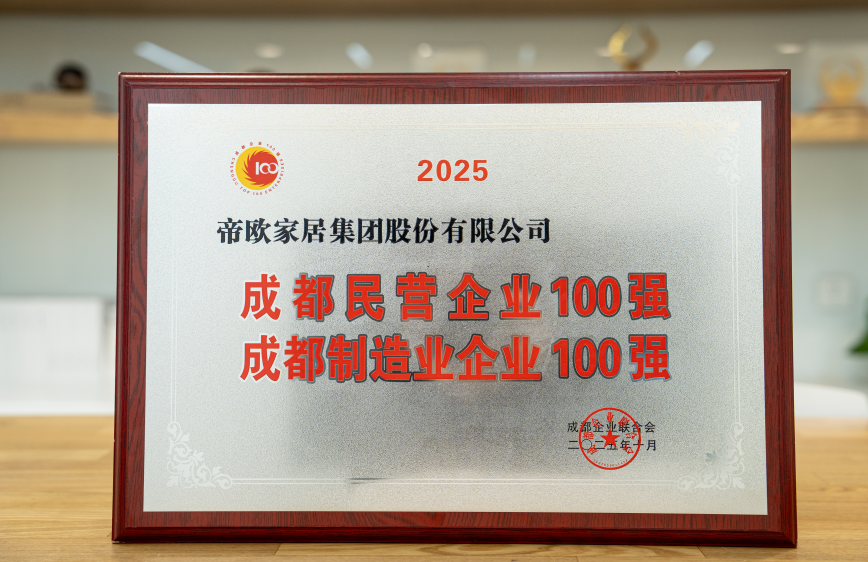 100
2025
帝欧家居集团股份有限公司
成都民营企业100强
成都制造业企业100强
成都企业联合会
二〇二五年十月